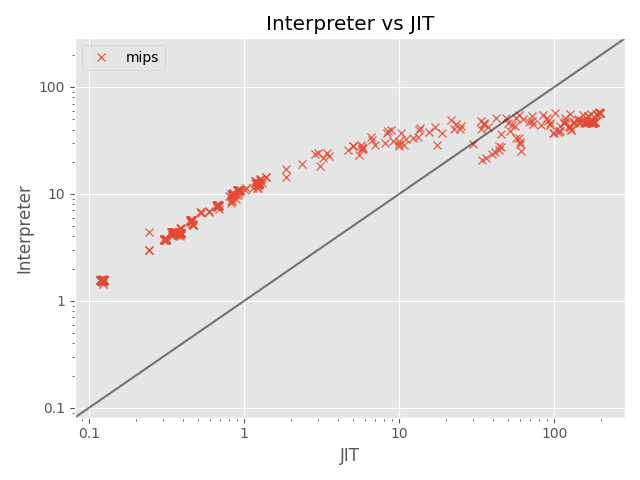 Interpreter vs JIT
mips
100
10
1
0.1
Interpreter
0.1 1 10 100
JIT